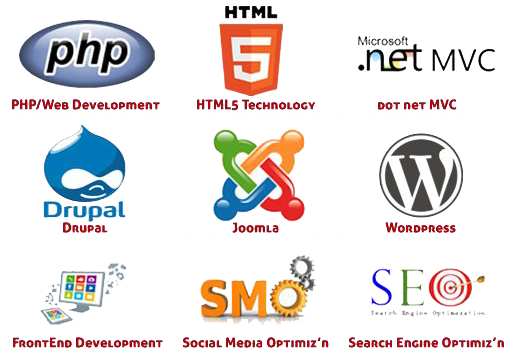 HTML
php
5
Microsoft
.net MVC
PHP/Web Development
HTML5 Technology
dot net MVC
Drupal
W
Drupal
Joomla
Wordpress
SMO
SEO
Search Engine Optimization
FrontEnd Development
Social Media Optimiz'n
Search Engine Optimiz'n